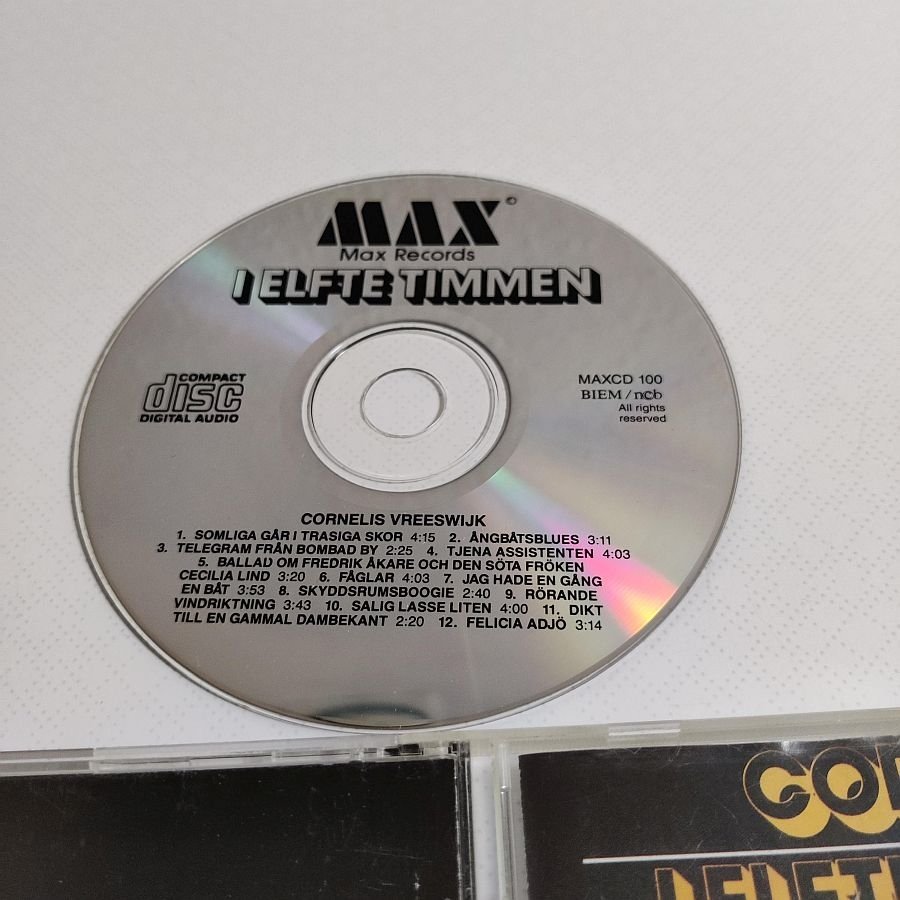 MAX©
Max Records
I ELFTE TIMMEN
COMPACT
disc
DIGITAL AUDIO
MAXCD 100
BIEM/ncb
All rights
reserved
CORNELIS VREESWIJK
1. SOMLIGA GÅR I TRASIGA SKOR 4:15 2. ÅNGBÅTSBLUES 3:11
3. TELEGRAM FRÅN BOMBAD BY 2:25 4. TJENA ASSISTENTEN 4:03
5. BALLAD OM FREDRIK ÅKARE OCH DEN SÖTA FRÖKEN
CECILIA LIND 3:20 6. FÅGLAR 4:03 7. JAG HADE EN GÅNG
EN BÅT 3:53 8. SKYDDSRUMSBOOGIE 2:40 9. RÖRANDE
VINDRIKTNING 3:43 10. SALIG LASSE LITEN 4:00 11. DIKT
TILL EN GAMMAL DAMBEKANT 2:20 12. FELICIA ADJÖ 3:14